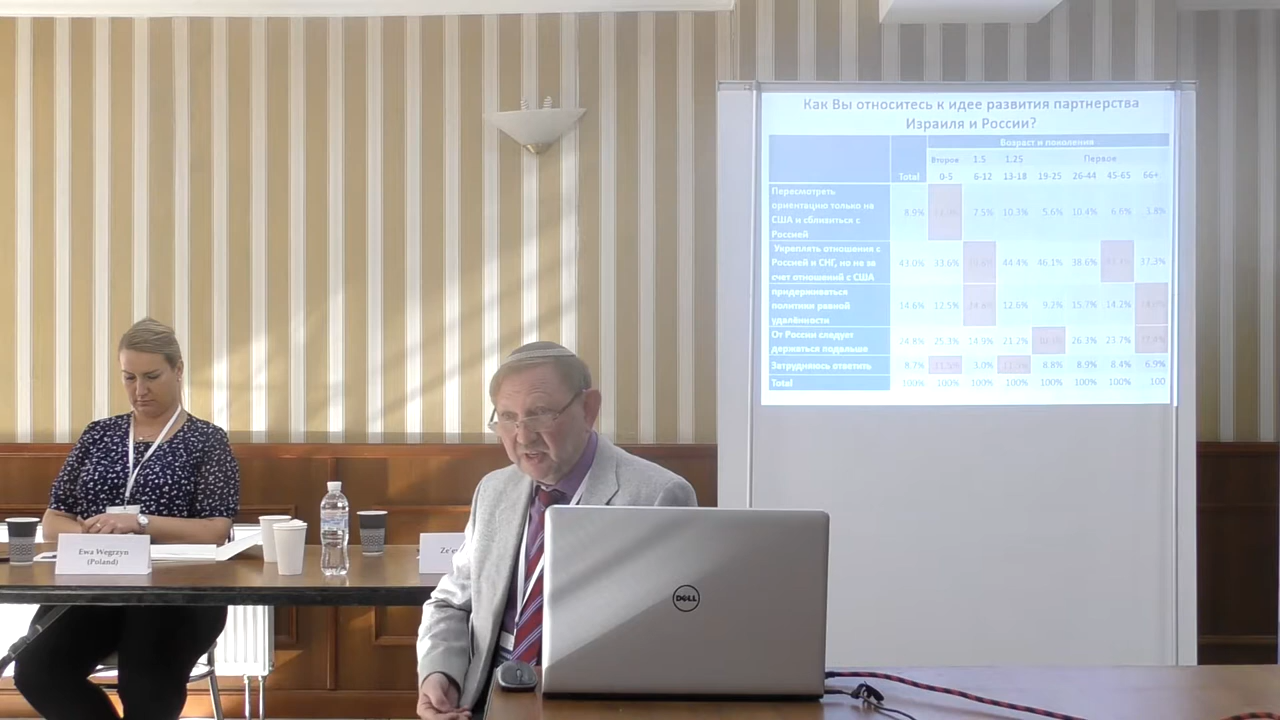 Как Вы относитесь к идее развития партнерства
Израиля и России?
Возраст и поколения
Второе 1.5 1.25 Первое
Total 0-5 6-12 13-18 19-25 26-44 45-65 66+
Пересмотреть
ориентацию только на
США и сблизиться с
Россией
8.9% 7.5% 10.3% 5.6% 10.4% 6.6% 3.8%
Укреплять отношения с
Россией и СНГ, но не за
счет отношений с США
43.0% 33.6% 44.4% 46.1% 38.6% 37.3%
придерживаться
политики равной
удалённости
14.6% 12.5% 12.6% 9.2% 15.7% 14.2%
От России следует
держаться подальше
24.8% 25.3% 14.9% 21.2% 26.3% 23.7%
Затрудняюсь ответить
8.7% 3.0% 8.8% 8.9% 8.4% 6.9%
Total 100% 100% 100% 100% 100% 100% 100% 100
Ewa Wegrzyn
(Poland)
DELL